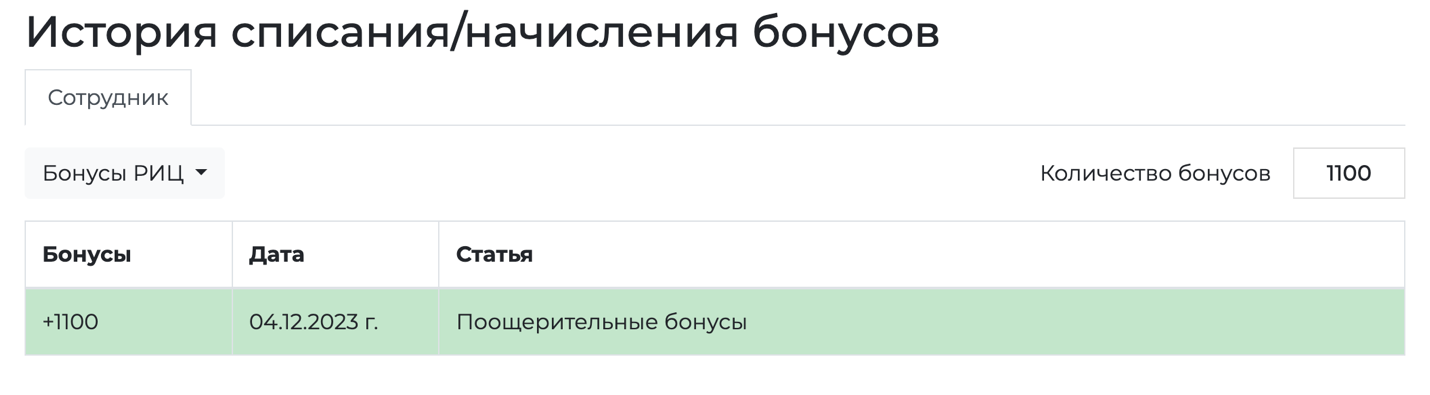 История списания/начисления бонусов
Сотрудник
Бонусы РИЦ
Количество бонусов 1100
Бонусы Дата Статья
+1100 04.12.2023 г. Поощерительные бонусы